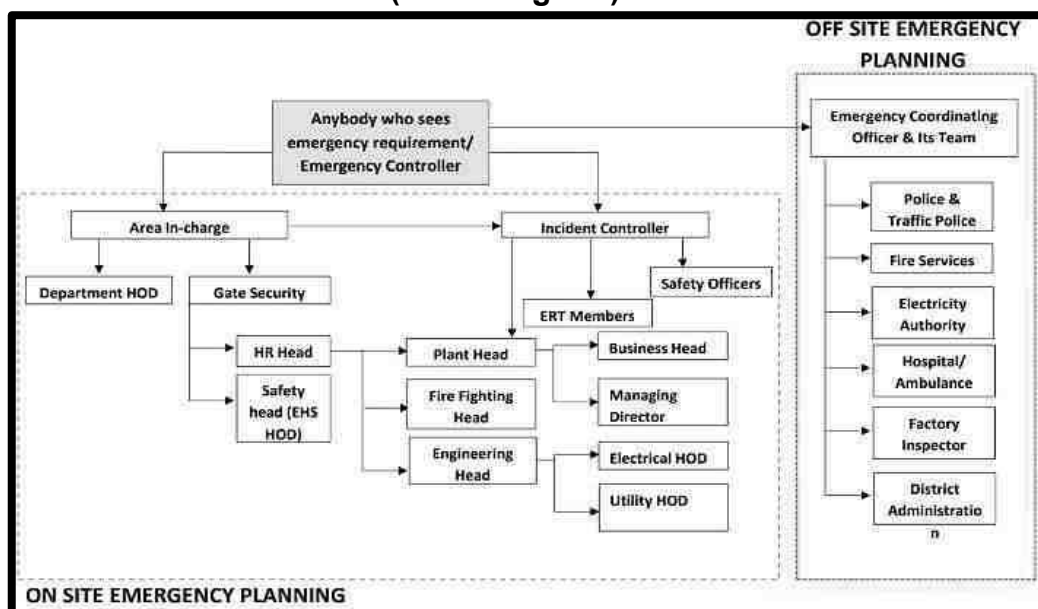 OFF SITE EMERGENCY
PLANNING
Anybody who sees
emergency requirement/
Emergency Controller
Emergency Coordinating
Officer & Its Team
Police &
Traffic Police
Fire Services
Electricity
Authority
Hospital/
Ambulance
Factory
Inspector
District
Administratio
n
Area In-charge
Incident Controller
Department HOD
Gate Security
Safety Officers
ERT Members
HR Head
Plant Head
Business Head
Safety
head (EHS
HOD)
Fire Fighting
Head
Managing
Director
Engineering
Head
Electrical HOD
Utility HOD
ON SITE EMERGENCY PLANNING